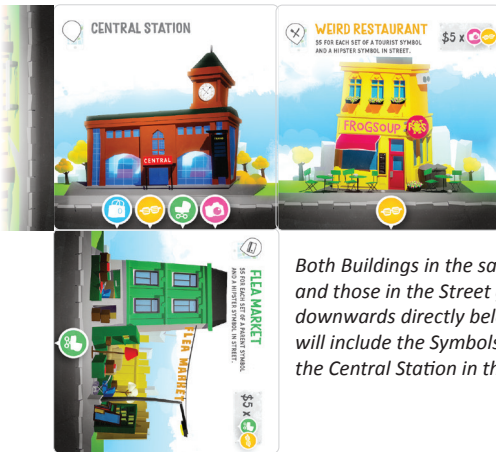 CENTRAL STATION
CENTRAL
WEIRD RESTAURANT
$5 FOR EACH SET OF A TOURIST SYMBOL
AND A HIPSTER SYMBOL IN STREET.
$5 x
FROGSOUP
FLEA MARKET
$5 FOR EACH SET OF A PARENT SYMBOL
AND A HIPSTER SYMBOL IN STREET.
$5 x
FLEA MARKET
Both Buildings in the sa
and those in the Street
downwards directly bel
will include the Symbols
the Central Station in th